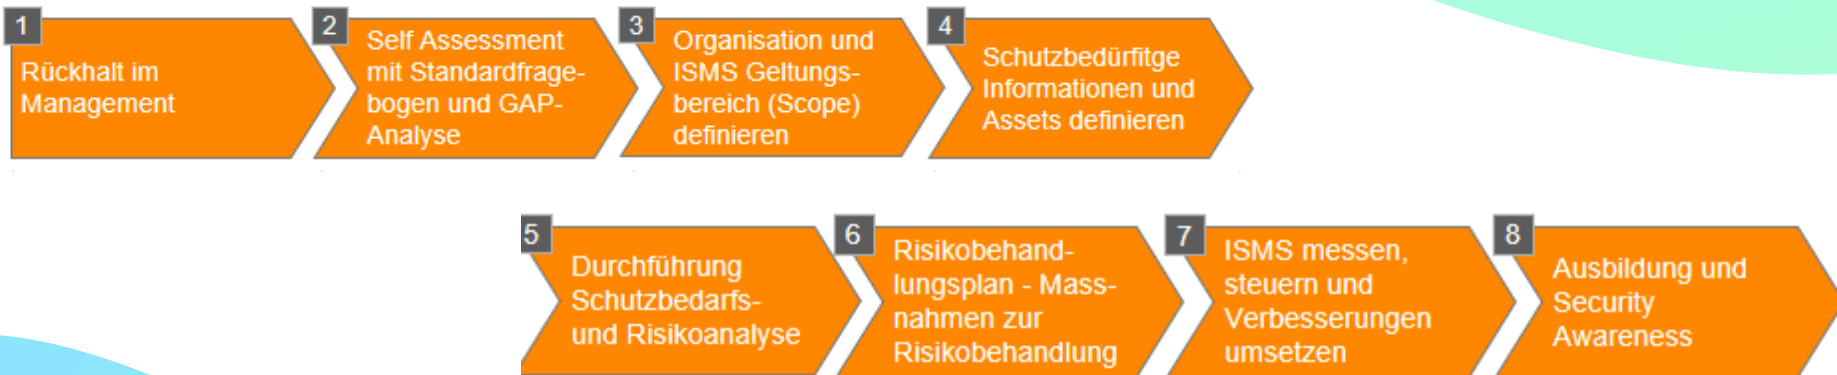 1
Rückhalt im
Management
2
Self Assessment
mit Standardfrage-
bogen und GAP-
Analyse
3
Organisation und
ISMS Geltungs-
bereich (Scope)
definieren
4
Schutzbedürfitge
Informationen und
Assets definieren
5
Durchführung
Schutzbedarfs-
und Risikoanalyse
6
Risikobehand-
lungsplan - Mass-
nahmen zur
Risikobehandlung
7
ISMS messen,
steuern und
Verbesserungen
umsetzen
8
Ausbildung und
Security
Awareness